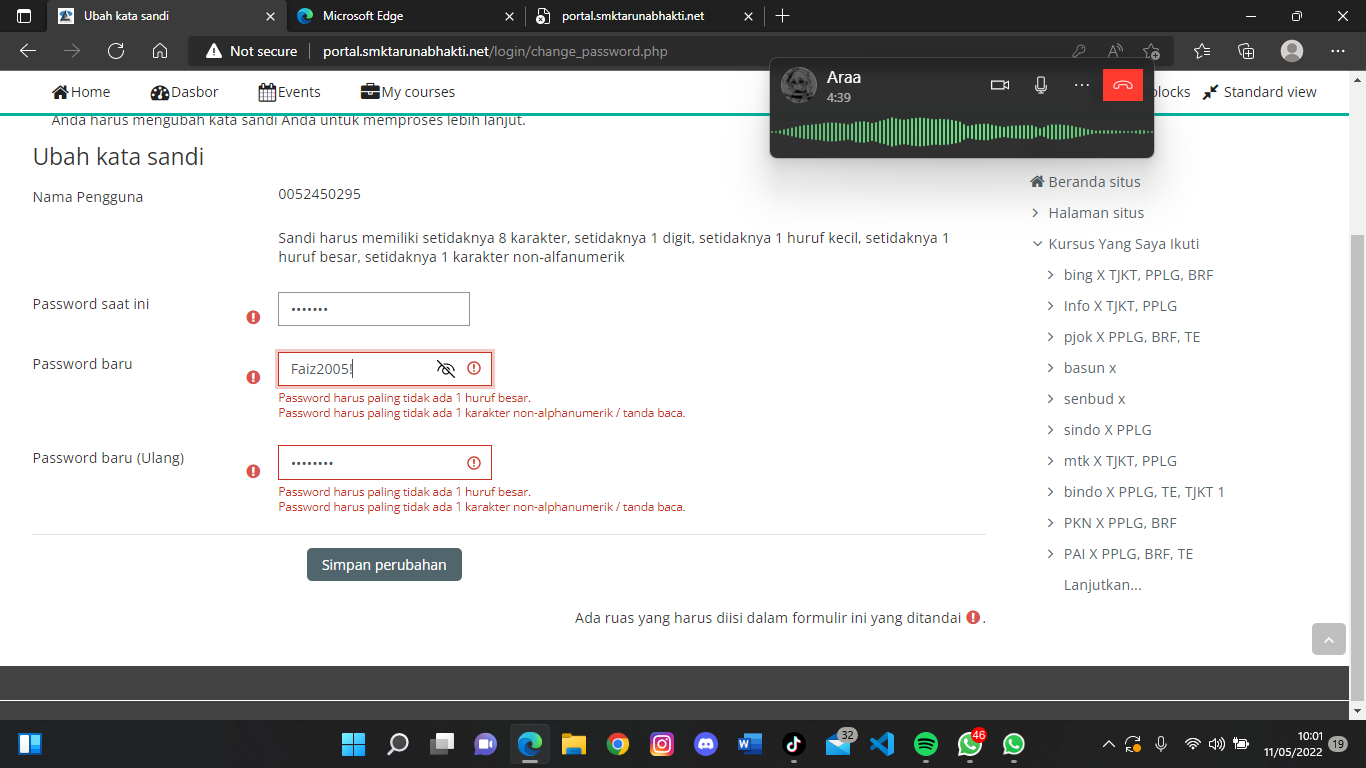 Ubah kata sandi
Microsoft Edge
portal.smktarunabhakti.net
Not secure
portal.smktarunabhakti.net/login/change_password.php
Home
Dasbor
Events
My courses
blocks
Standard view
Araa
4:39
Anda harus mengubah kata sandi Anda untuk memproses lebih lanjut.
Ubah kata sandi
Nama Pengguna
0052450295
Sandi harus memiliki setidaknya 8 karakter, setidaknya 1 digit, setidaknya 1 huruf kecil, setidaknya 1
huruf besar, setidaknya 1 karakter non-alfanumerik
Password saat ini
Password baru
Faiz2005!
Password harus paling tidak ada 1 huruf besar.
Password harus paling tidak ada 1 karakter non-alphanumerik / tanda baca.
Password baru (Ulang)
Password harus paling tidak ada 1 huruf besar.
Password harus paling tidak ada 1 karakter non-alphanumerik / tanda baca.
Simpan perubahan
Ada ruas yang harus diisi dalam formulir ini yang ditandai .
Beranda situs
Halaman situs
Kursus Yang Saya Ikuti
bing X TJKT, PPLG, BRF
Info X TJKT, PPLG
pjok X PPLG, BRF, TE
basun x
senbud x
sindo X PPLG
mtk X TJKT, PPLG
bindo X PPLG, TE, TJKT 1
PKN X PPLG, BRF
PAI X PPLG, BRF, TE
Lanjutkan...
32
46
10:01
11/05/2022
19